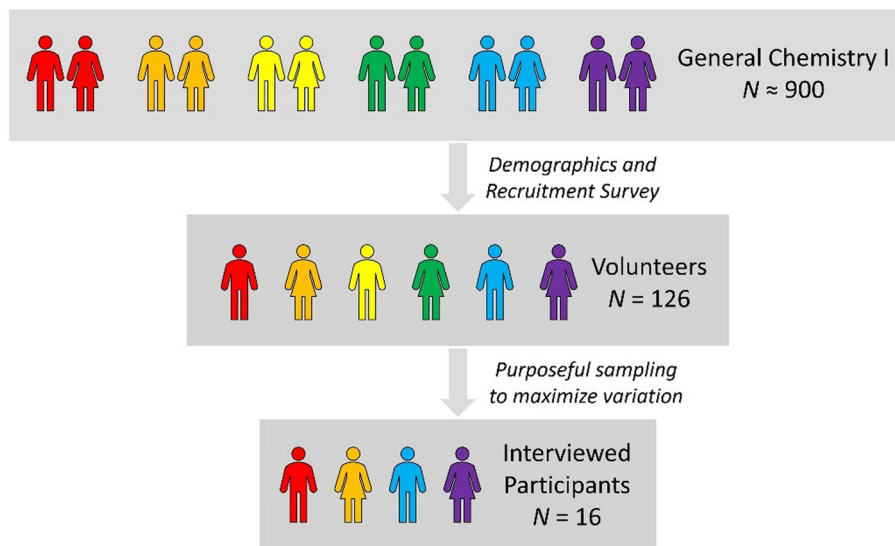 General Chemistry I
N ≈ 900
Demographics and
Recruitment Survey
Volunteers
N = 126
Purposeful sampling
to maximize variation
Interviewed
Participants
N = 16